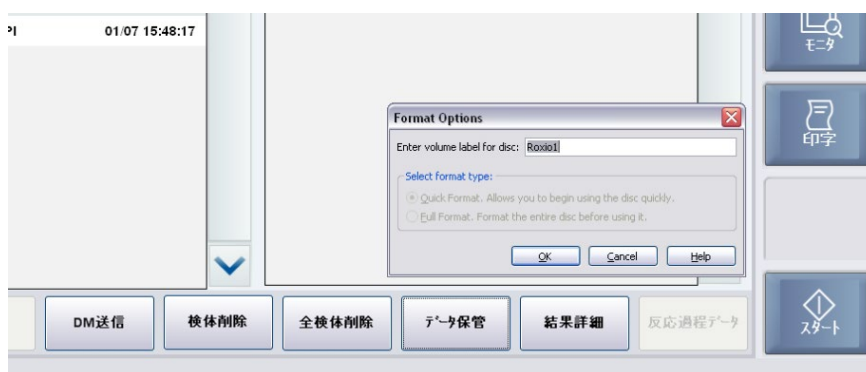 PI 01/07 15:48:17
モニタ
Format Options
Enter volume label for disc: Roxio1
印字
Select format type:
Quick Format. Allows you to begin using the disc quickly.
Full Format. Format the entire disc before using it.
OK Cancel Help
DM送信 検体削除 全検体削除 ﾃﾞｰﾀ保管 結果詳細 反応過程ﾃﾞｰﾀ
スタート